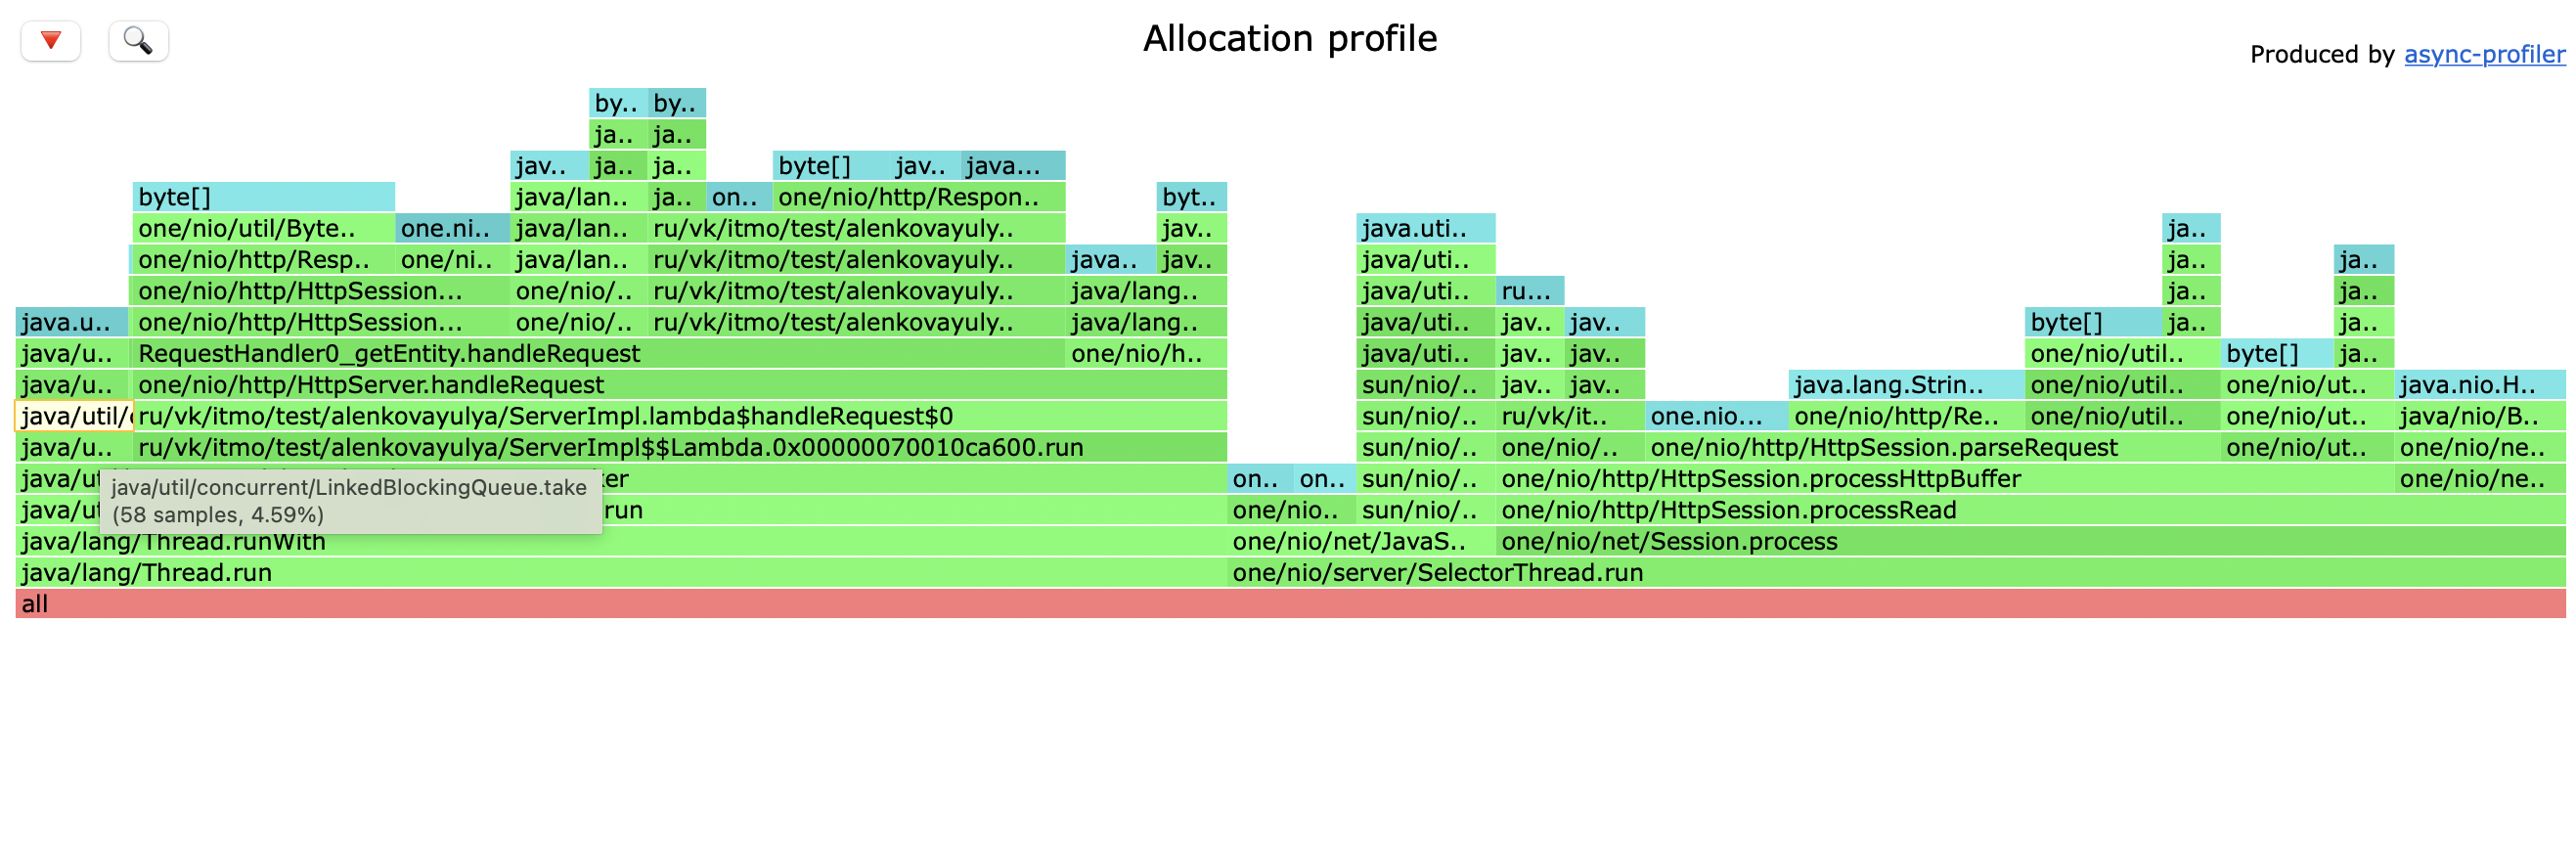 Allocation profile
Produced by async-profiler
by.. by..
ja.. ja..
jav.. ja.. ja.. byte[] jav.. java...
byte[] java/lan.. ja.. on.. one/nio/http/Respon.. byt..
one/nio/util/Byte.. one.ni.. java/lan.. ru/vk/itmo/test/alenkovayuly.. jav.. java.uti.. ja..
one/nio/http/Resp.. one/ni.. java/lan.. ru/vk/itmo/test/alenkovayuly.. java.. jav.. java/uti.. ja.. ja..
one/nio/http/HttpSession... one/nio/.. ru/vk/itmo/test/alenkovayuly.. java/lang.. java/uti.. ru... ja.. ja..
java.u.. one/nio/http/HttpSession... one/nio/.. ru/vk/itmo/test/alenkovayuly.. java/lang.. java/uti.. jav.. jav.. byte[] ja.. ja..
java/u.. RequestHandler0_getEntity.handleRequest one/nio/h.. java/uti.. jav.. jav.. one/nio/util.. byte[] ja..
java/u.. one/nio/http/HttpServer.handleRequest sun/nio/.. jav.. jav.. java.lang.Strin.. one/nio/util.. one/nio/ut.. java.nio.H..
java/util/ ru/vk/itmo/test/alenkovayulya/ServerImpl.lambda$handleRequest$0 sun/nio/.. ru/vk/it.. one.nio... one/nio/http/Re.. one/nio/util.. one/nio/ut.. java/nio/B..
java/u.. ru/vk/itmo/test/alenkovayulya/ServerImpl$$Lambda.0x00000070010ca600.run sun/nio/.. one/nio/.. one/nio/http/HttpSession.parseRequest one/nio/ut.. one/nio/ne..
java/ut ker on.. on.. sun/nio/.. one/nio/http/HttpSession.processHttpBuffer one/nio/ne..
java/util/concurrent/LinkedBlockingQueue.take
(58 samples, 4.59%)
java/ut run one/nio.. sun/nio/.. one/nio/http/HttpSession.processRead
java/lang/Thread.runWith one/nio/net/JavaS.. one/nio/net/Session.process
java/lang/Thread.run one/nio/server/SelectorThread.run
all